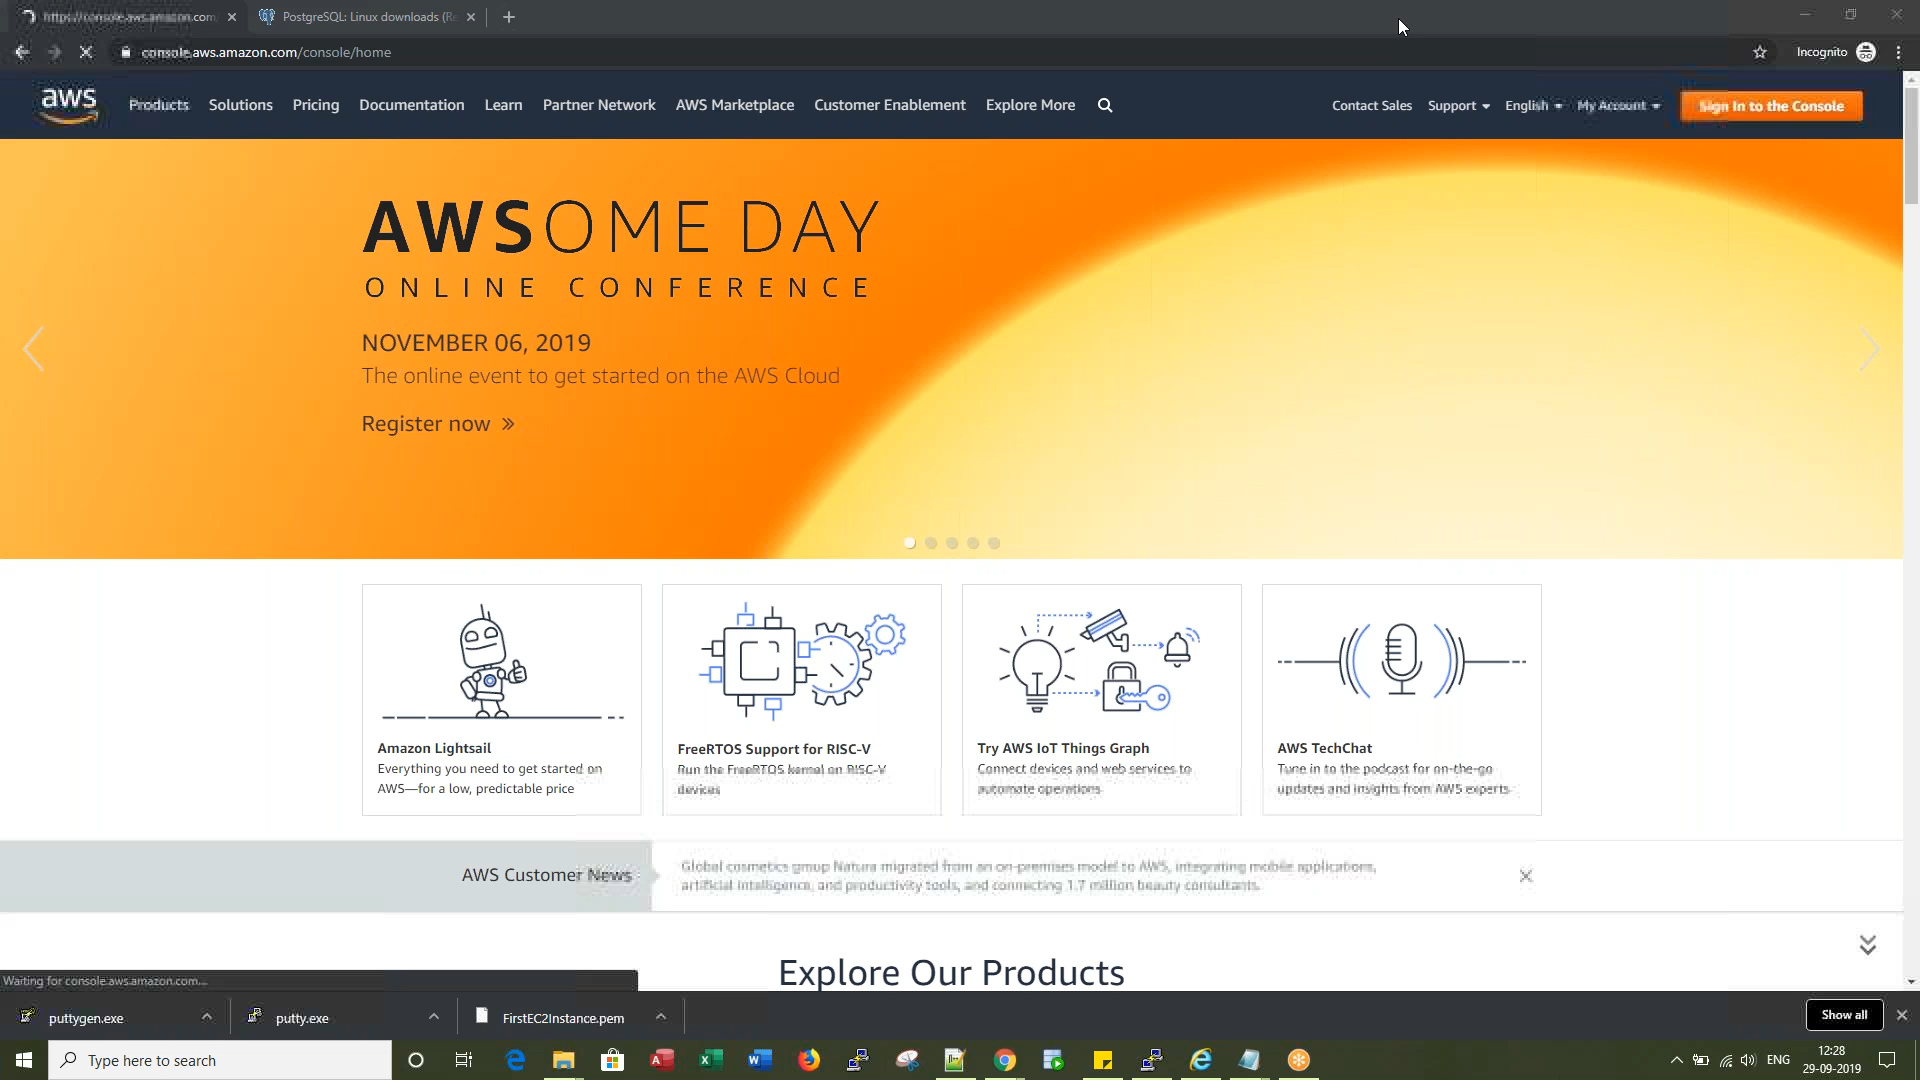 https://console.aws.amazon.com
PostgreSQL: Linux downloads (Re
console.aws.amazon.com/console/home
Incognito
aws
Products
Solutions
Pricing
Documentation
Learn
Partner Network
AWS Marketplace
Customer Enablement
Explore More
Contact Sales
Support
English
My Account
Sign In to the Console
AWSOME DAY
ONLINE CONFERENCE
NOVEMBER 06, 2019
The online event to get started on the AWS Cloud
Register now »
Amazon Lightsail
Everything you need to get started on
AWS—for a low, predictable price
FreeRTOS Support for RISC-V
Run the FreeRTOS kernel on RISC-V
devices
Try AWS IoT Things Graph
Connect devices and web services to
automate operations
AWS TechChat
Tune in to the podcast for on-the-go
updates and insights from AWS experts
AWS Customer News
Global cosmetics group Natura migrated from an on-premises model to AWS, integrating mobile applications,
artificial intelligence, and productivity tools, and connecting 1.7 million beauty consultants.
Explore Our Products
Waiting for console.aws.amazon.com...
puttygen.exe
putty.exe
FirstEC2Instance.pem
Show all
Type here to search
ENG
12:28
29-09-2019